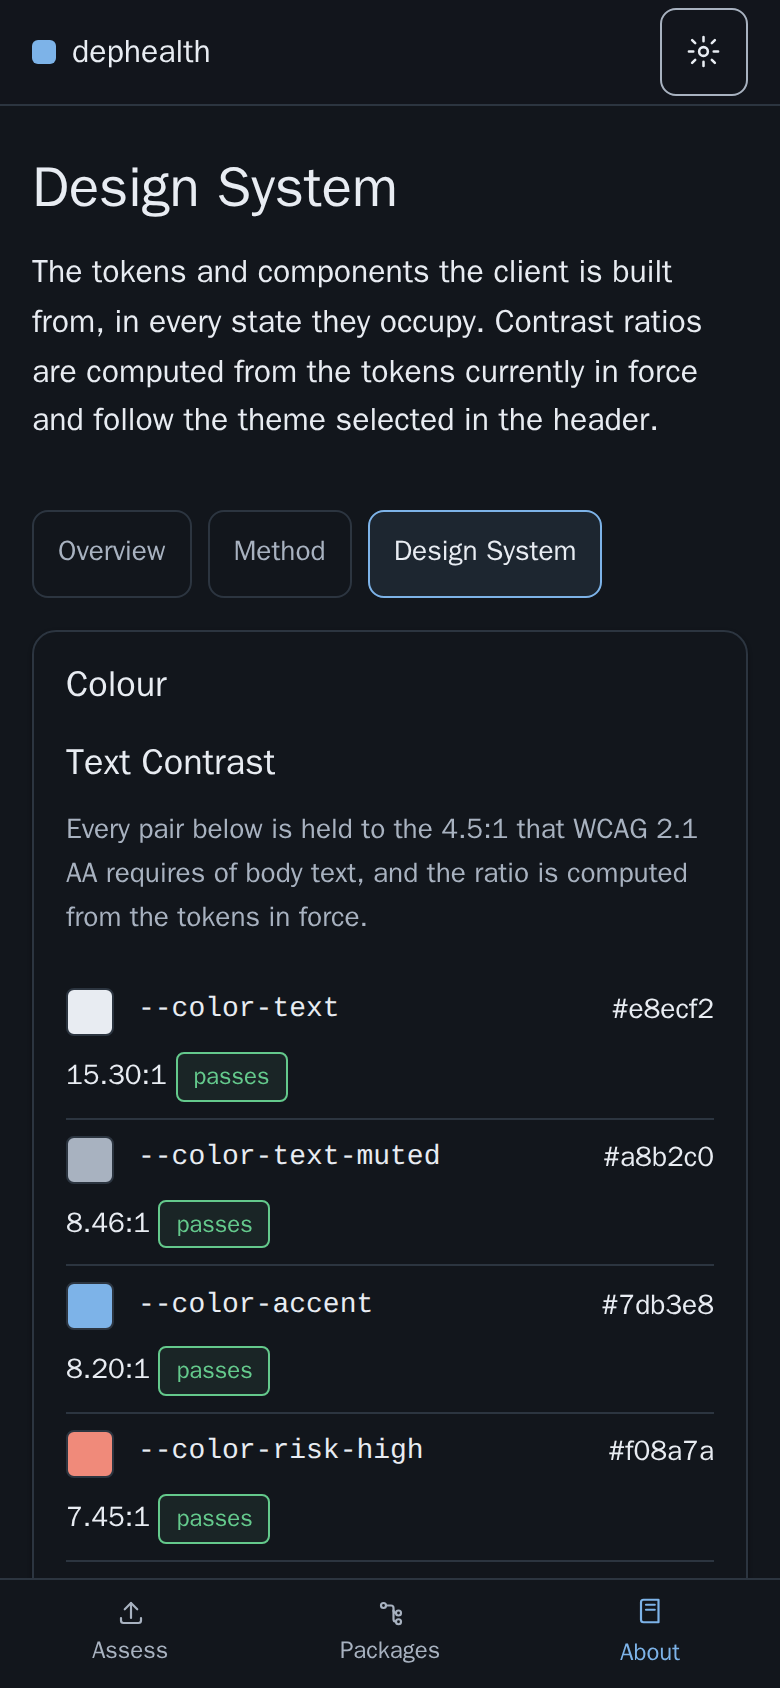 dephealth
Design System
The tokens and components the client is built
from, in every state they occupy. Contrast ratios
are computed from the tokens currently in force
and follow the theme selected in the header.
Overview Method Design System
Colour
Text Contrast
Every pair below is held to the 4.5:1 that WCAG 2.1
AA requires of body text, and the ratio is computed
from the tokens in force.
--color-text #e8ecf2
15.30:1 passes
--color-text-muted #a8b2c0
8.46:1 passes
--color-accent #7db3e8
8.20:1 passes
--color-risk-high #f08a7a
7.45:1 passes
Assess Packages About